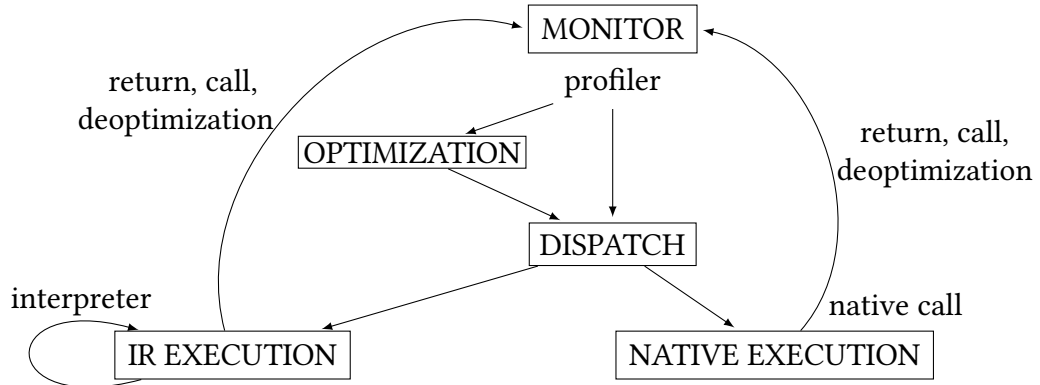 MONITOR
profiler
return, call,
deoptimization
OPTIMIZATION
return, call,
deoptimization
DISPATCH
interpreter
native call
IR EXECUTION
NATIVE EXECUTION